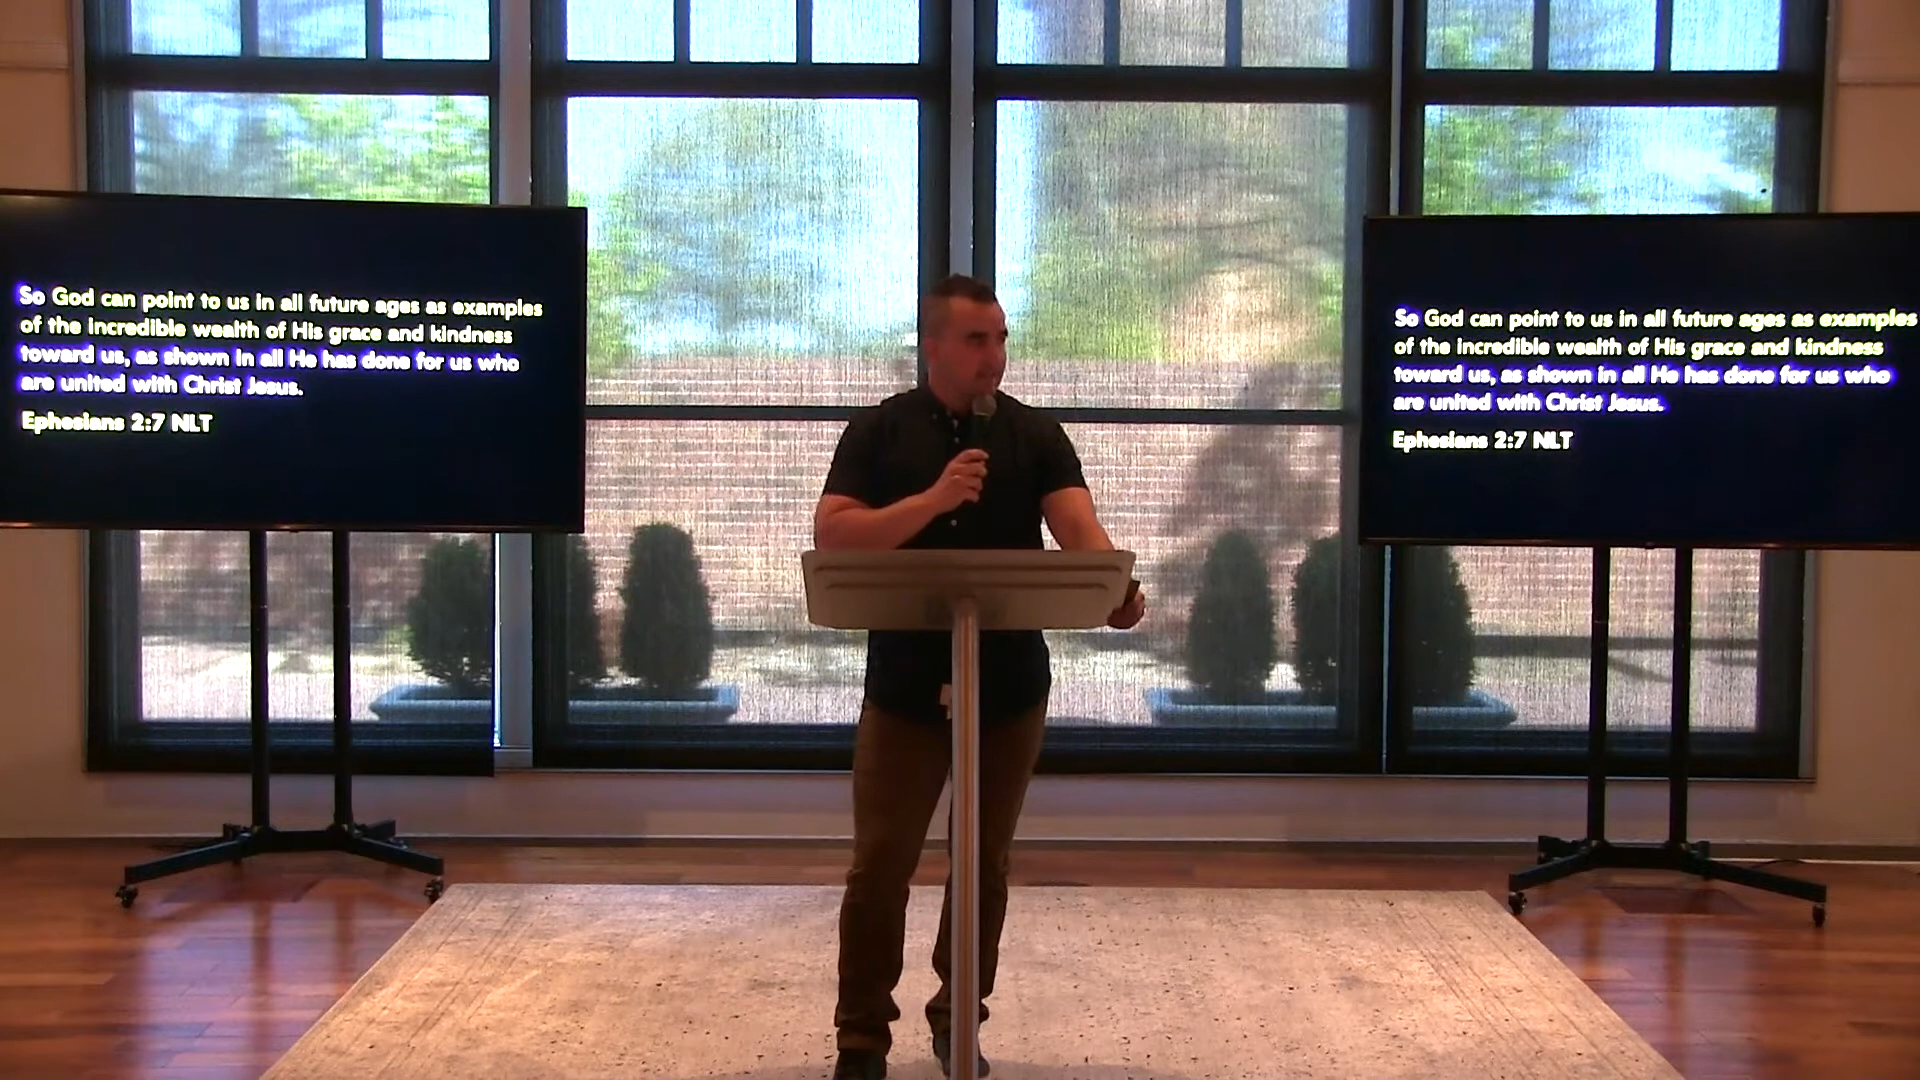 So God can point to us in all future ages as examples
of the incredible wealth of His grace and kindness
toward us, as shown in all He has done for us who
are united with Christ Jesus.
Ephesians 2:7 NLT
So God can point to us in all future ages as examples
of the incredible wealth of His grace and kindness
toward us, as shown in all He has done for us who
are united with Christ Jesus.
Ephesians 2:7 NLT